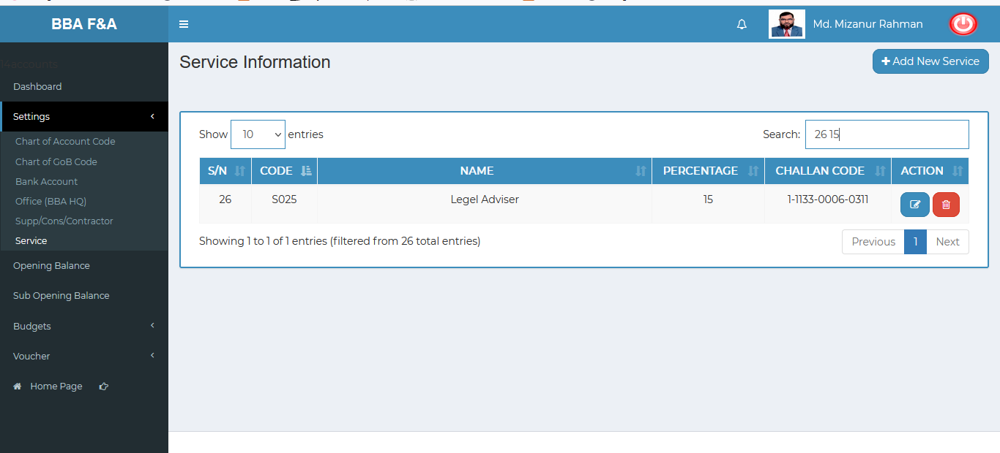 BBA F&A
Md. Mizanur Rahman
14accounts
Dashboard
Settings
Chart of Account Code
Chart of GoB Code
Bank Account
Office (BBA HQ)
Supp/Cons/Contractor
Service
Opening Balance
Sub Opening Balance
Budgets
Voucher
Home Page
Service Information
Add New Service
Show 10 entries
Search: 26 15
S/N CODE NAME PERCENTAGE CHALLAN CODE ACTION
26 S025 Legel Adviser 15 1-1133-0006-0311
Showing 1 to 1 of 1 entries (filtered from 26 total entries)
Previous 1 Next